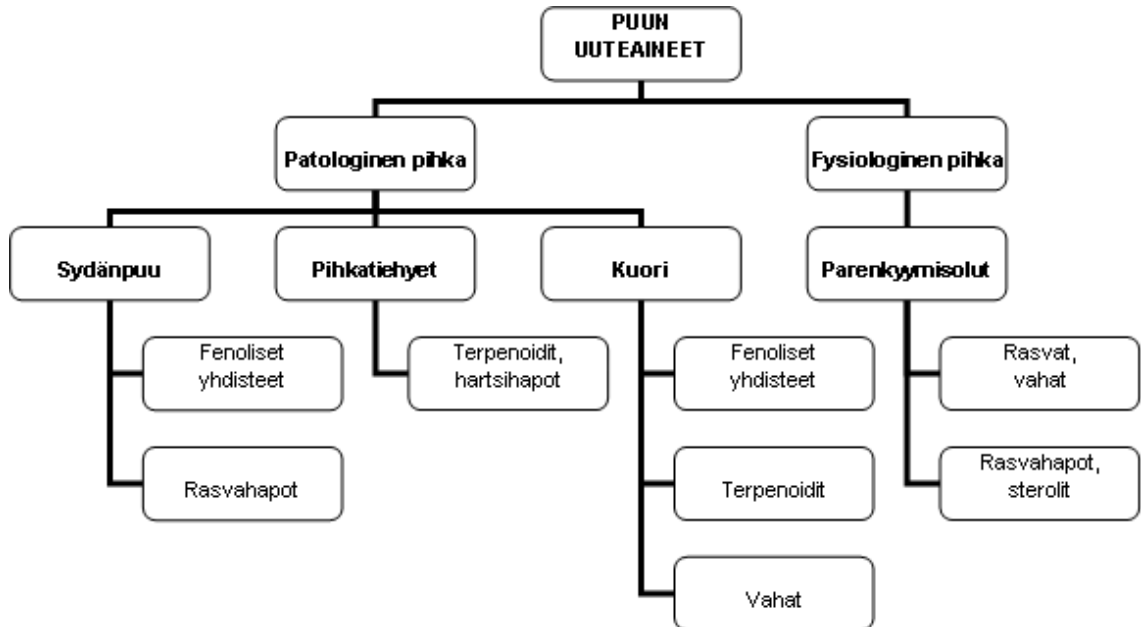 PUUN
UUTEAINEET
Patologinen pihka
Fysiologinen pihka
Sydänpuu
Pihkatiehyet
Kuori
Parenkyymisolut
Fenoliset
yhdisteet
Terpenoidit,
hartsihapot
Fenoliset
yhdisteet
Rasvat,
vahat
Rasvahapot
Terpenoidit
Rasvahapot,
sterolit
Vahat